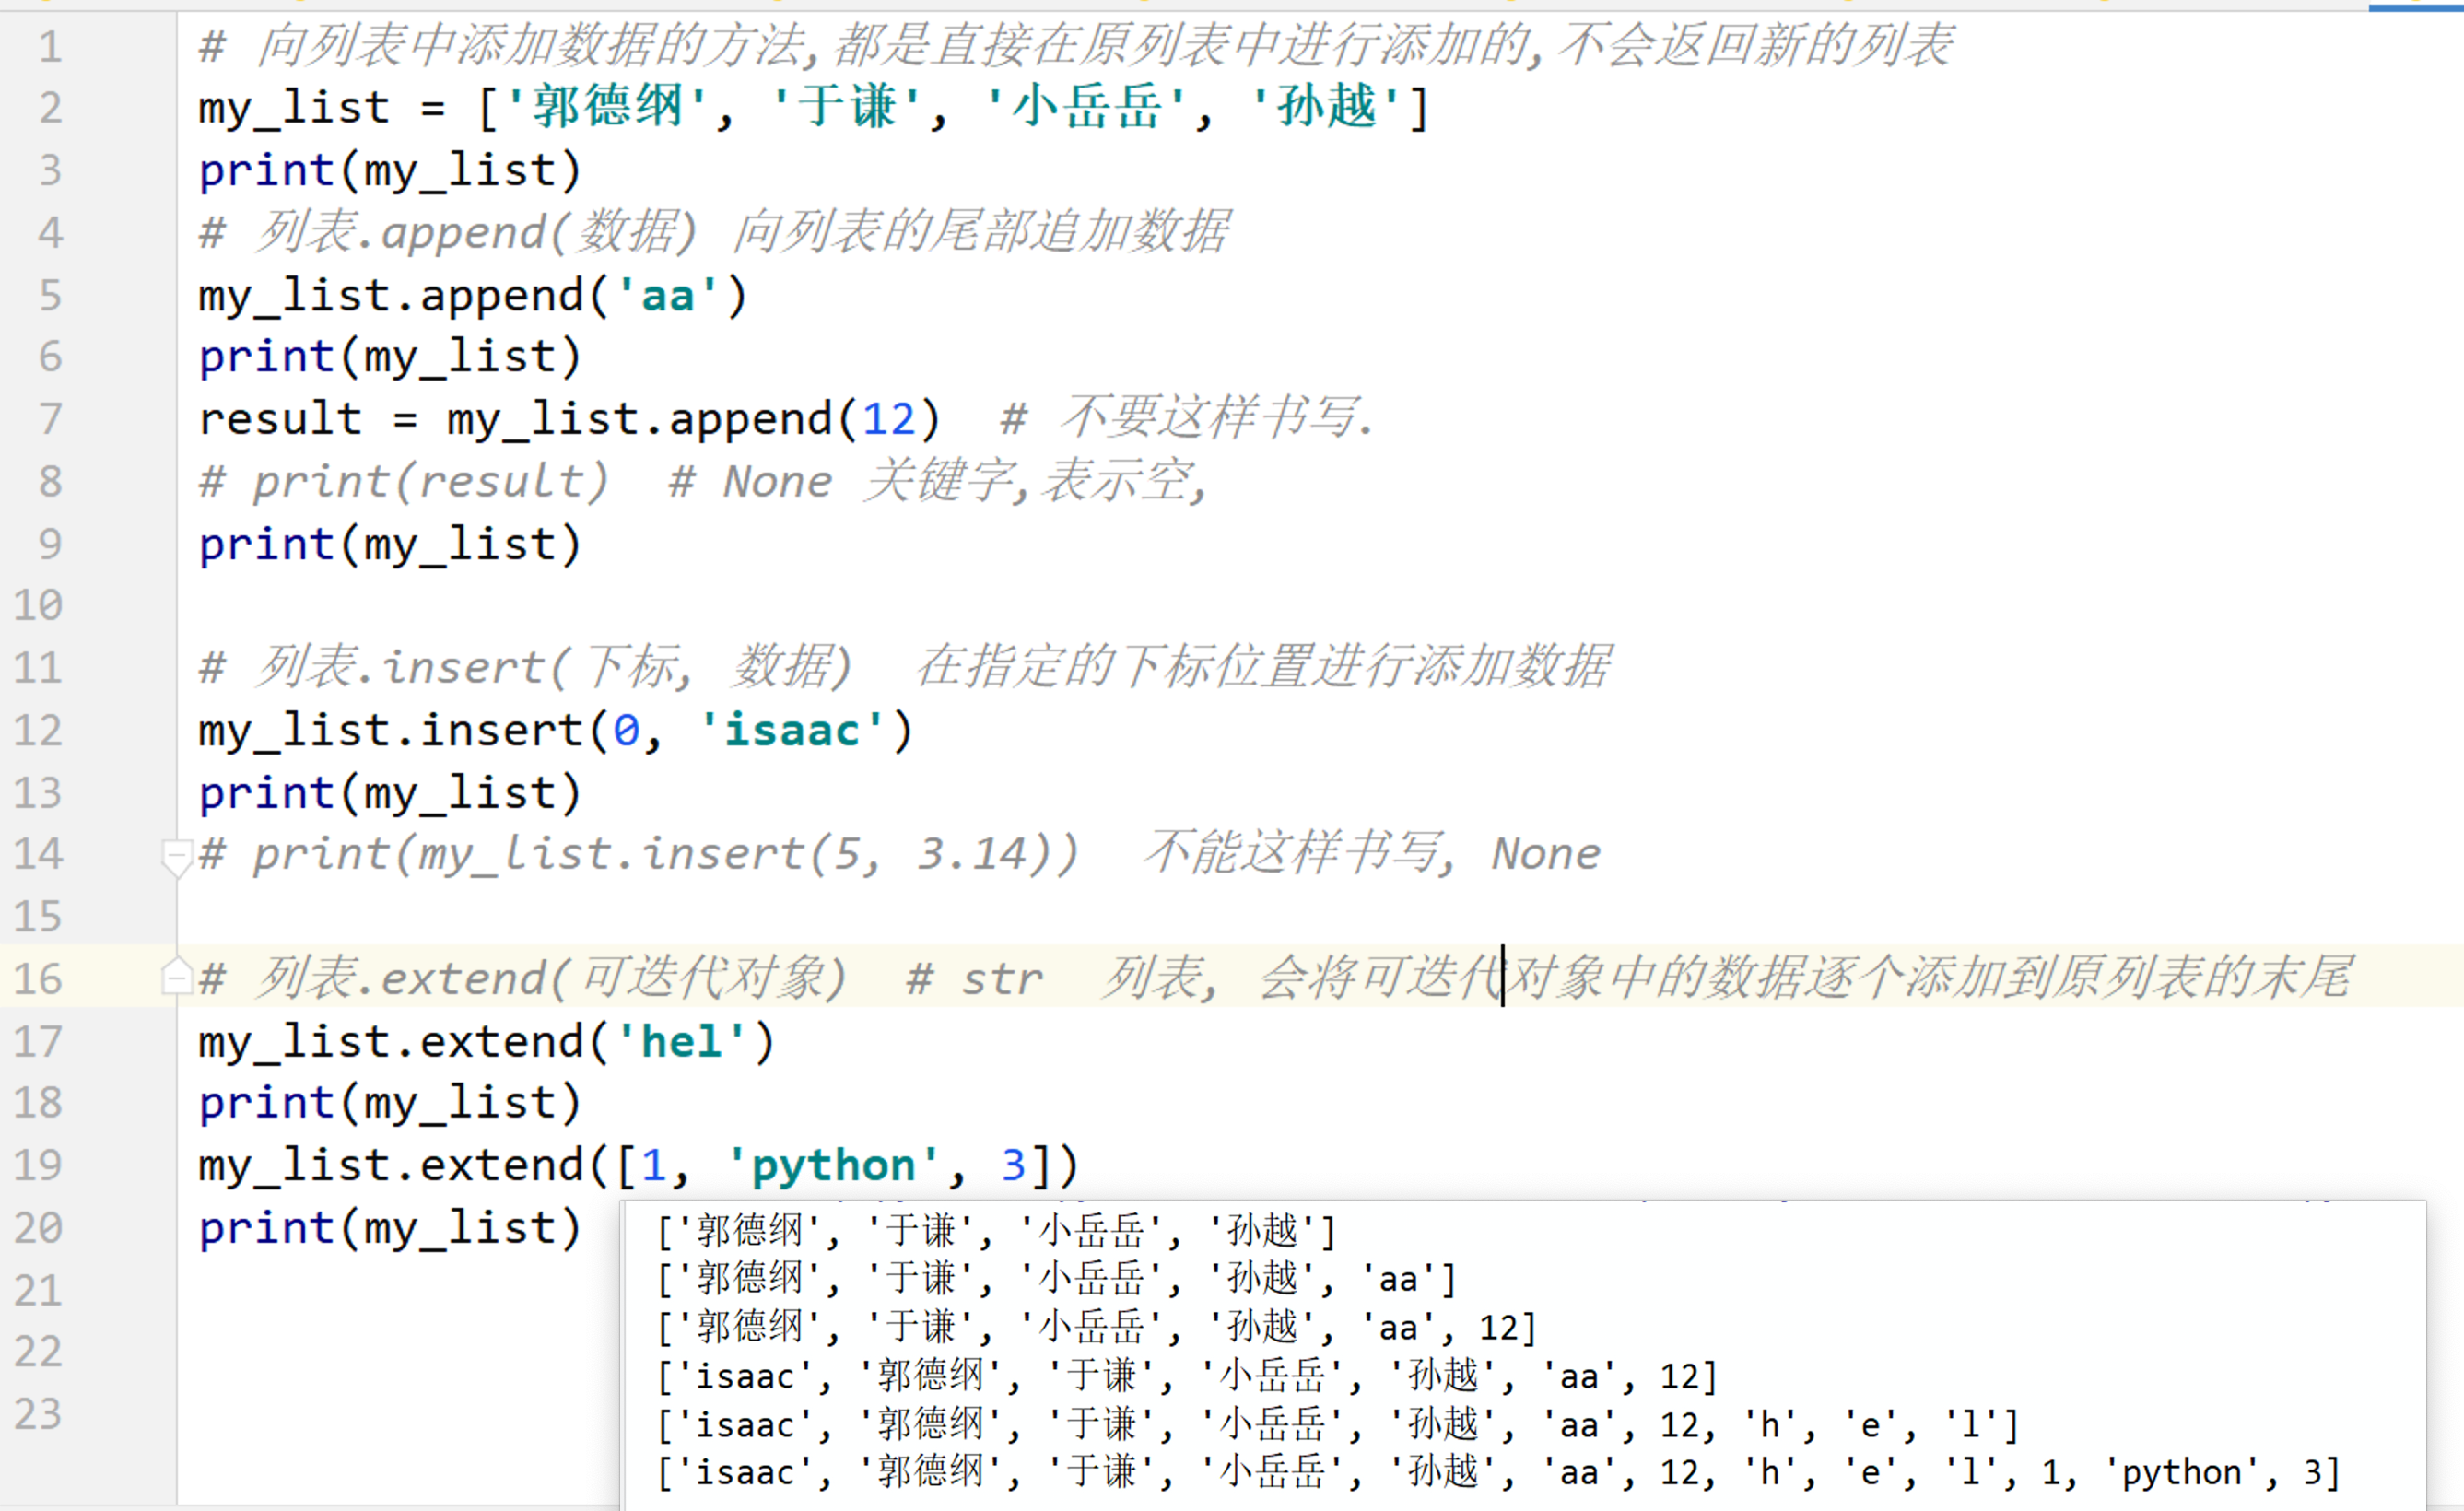 1 # 向列表中添加数据的方法,都是直接在原列表中进行添加的,不会返回新的列表
2 my_list = ['郭德纲', '于谦', '小岳岳', '孙越']
3 print(my_list)
4 # 列表.append(数据) 向列表的尾部追加数据
5 my_list.append('aa')
6 print(my_list)
7 result = my_list.append(12)  # 不要这样书写.
8 # print(result)  # None 关键字,表示空,
9 print(my_list)
10
11 # 列表.insert(下标, 数据)  在指定的下标位置进行添加数据
12 my_list.insert(0, 'isaac')
13 print(my_list)
14 # print(my_list.insert(5, 3.14))  不能这样书写, None
15
16 # 列表.extend(可迭代对象)  # str  列表, 会将可迭代对象中的数据逐个添加到原列表的末尾
17 my_list.extend('hel')
18 print(my_list)
19 my_list.extend([1, 'python', 3])
20 print(my_list)
21
22
23
['郭德纲', '于谦', '小岳岳', '孙越']
['郭德纲', '于谦', '小岳岳', '孙越', 'aa']
['郭德纲', '于谦', '小岳岳', '孙越', 'aa', 12]
['isaac', '郭德纲', '于谦', '小岳岳', '孙越', 'aa', 12]
['isaac', '郭德纲', '于谦', '小岳岳', '孙越', 'aa', 12, 'h', 'e', 'l']
['isaac', '郭德纲', '于谦', '小岳岳', '孙越', 'aa', 12, 'h', 'e', 'l', 1, 'python', 3]